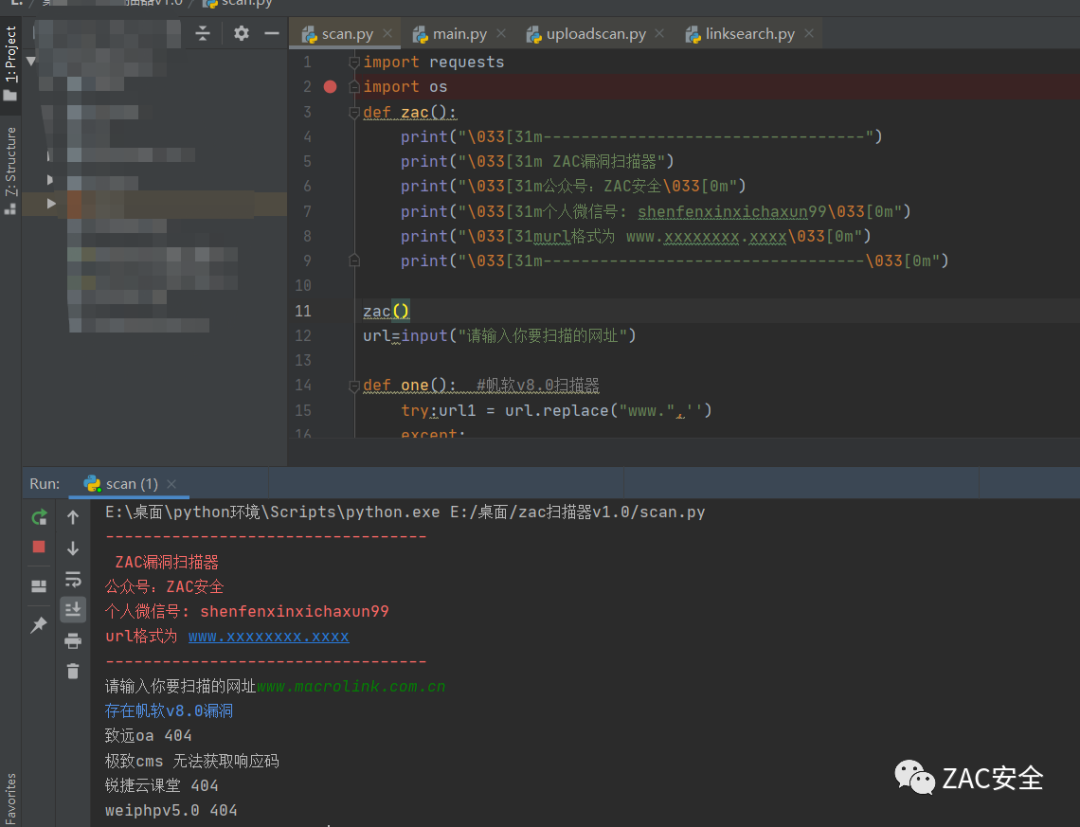 scan.py
scan.py
main.py
uploadscan.py
linksearch.py
1: Project
Z: Structure
Favorites
1 import requests
2 import os
3 def zac():
4 print("\033[31m----------------------------------")
5 print("\033[31m ZAC漏洞扫描器")
6 print("\033[31m公众号：ZAC安全\033[0m")
7 print("\033[31m个人微信号: shenfenxinxichaxun99\033[0m")
8 print("\033[31murl格式为 www.xxxxxxxx.xxxx\033[0m")
9 print("\033[31m----------------------------------\033[0m")
10
11 zac()
12 url=input("请输入你要扫描的网址")
13
14 def one(): #帆软v8.0扫描器
15 try:url1 = url.replace("www.",'')
16 except:
Run: scan (1)
E:\桌面\python环境\Scripts\python.exe E:/桌面/zac扫描器v1.0/scan.py
----------------------------------
ZAC漏洞扫描器
公众号：ZAC安全
个人微信号: shenfenxinxichaxun99
url格式为 www.xxxxxxxx.xxxx
----------------------------------
请输入你要扫描的网址www.macrolink.com.cn
存在帆软v8.0漏洞
致远oa 404
极致cms 无法获取响应码
锐捷云课堂 404
weiphpv5.0 404
ZAC安全